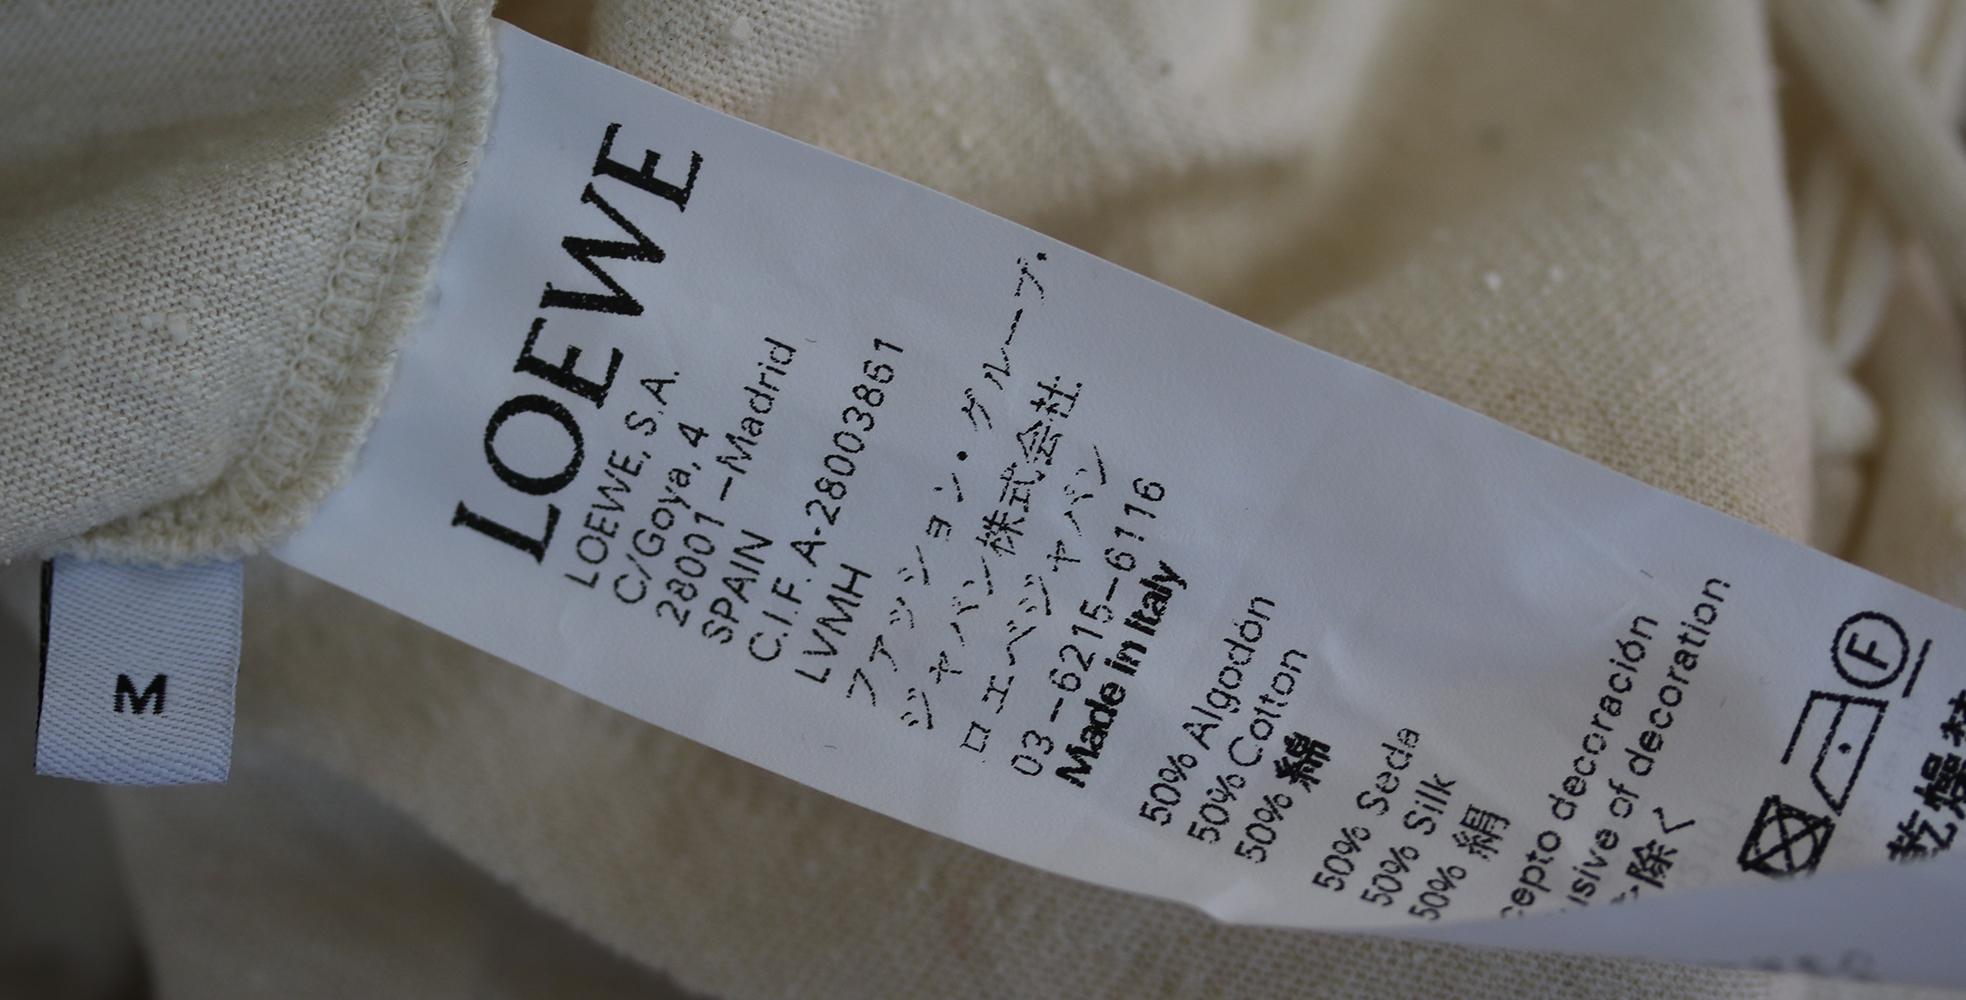 LOEWE
LOEWE, S.A.
C/Goya, 4
28001 –Madrid
SPAIN
C.I.F. A-28003861
LVMH
ファッション・グループ.
ジャパン株式会社
ロエベジャパン
03–6215–6116
Made in Italy
50% Algodón
50% Cotton
50% 綿
50% Seda
50% Silk
50% 絹
cepto decoración
usive of decoration
除く
F
乾燥
M